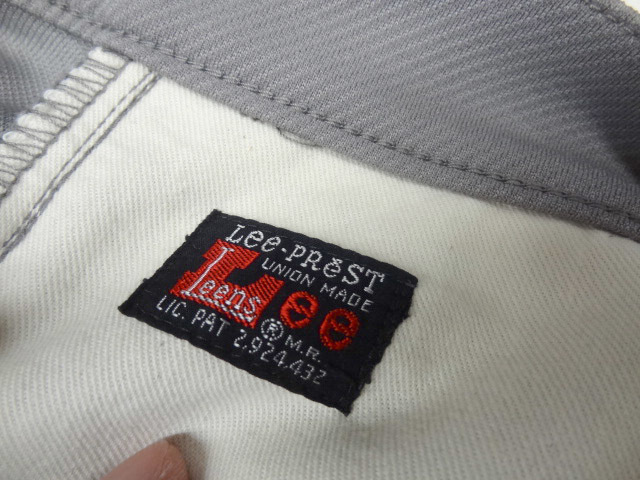 Lee-PReST
UNION MADE
Lee
Leens
® M.R.
LIC. PAT 2,924,432